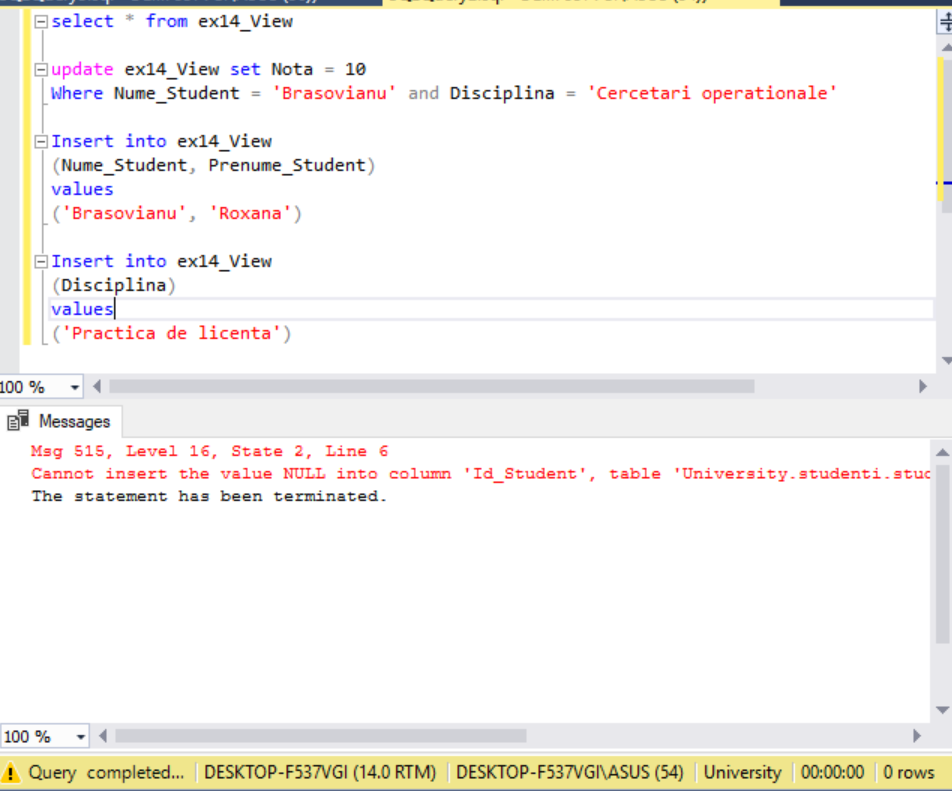 select * from ex14_View
update ex14_View set Nota = 10
Where Nume_Student = 'Brasovianu' and Disciplina = 'Cercetari operationale'
Insert into ex14_View
(Nume_Student, Prenume_Student)
values
('Brasovianu', 'Roxana')
Insert into ex14_View
(Disciplina)
values
('Practica de licenta')
100 %
Messages
Msg 515, Level 16, State 2, Line 6
Cannot insert the value NULL into column 'Id_Student', table 'University.studenti.stud
The statement has been terminated.
100 %
Query completed... DESKTOP-F537VGI (14.0 RTM) DESKTOP-F537VGI\ASUS (54) University 00:00:00 0 rows